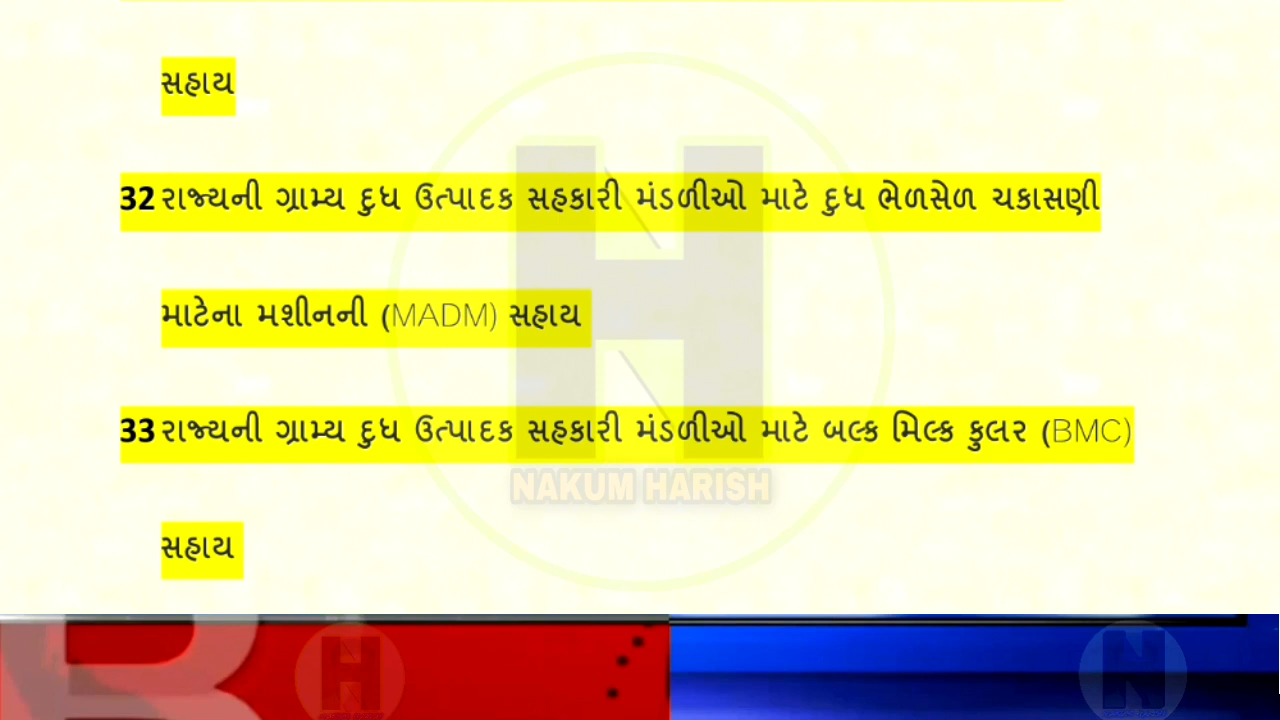 સહાય
32 રાજ્યની ગ્રામ્ય દુધ ઉત્પાદક સહકારી મંડળીઓ માટે દુધ ભેળસેળ ચકાસણી
માટેના મશીનની (MADM) સહાય
33 રાજ્યની ગ્રામ્ય દુધ ઉત્પાદક સહકારી મંડળીઓ માટે બલ્ક મિલ્ક કુલર (BMC)
NAKUM HARISH
સહાય